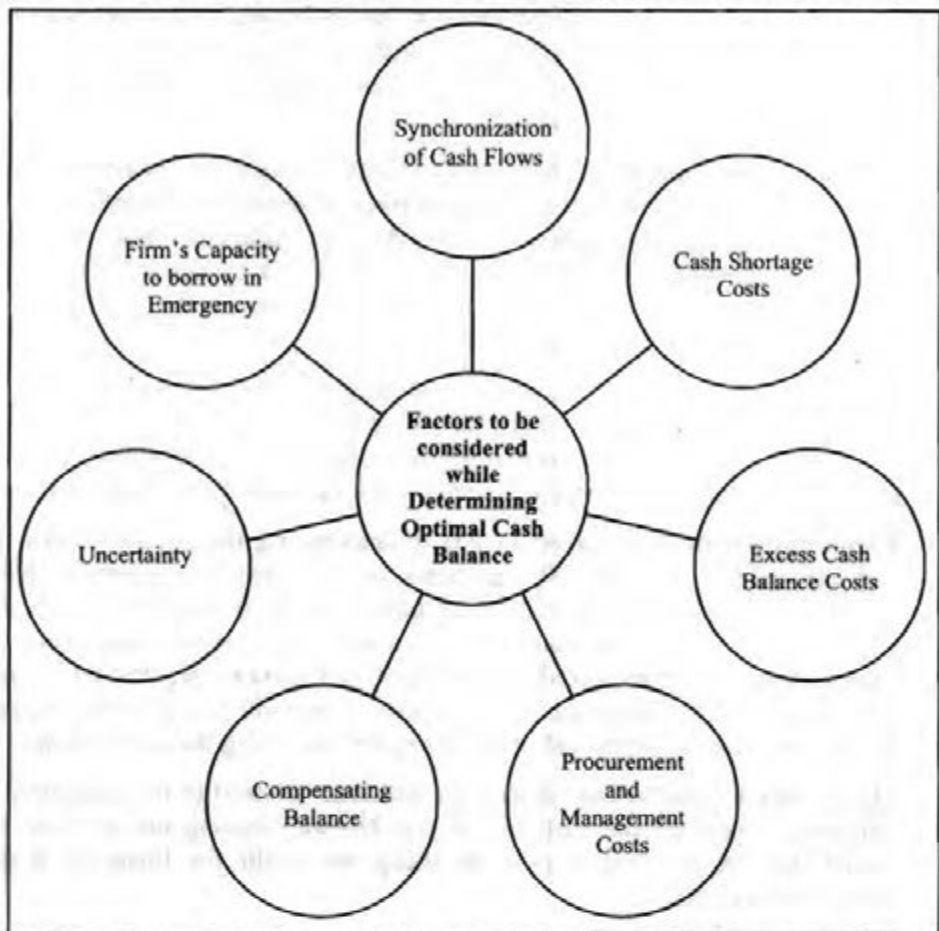 Synchronization
of Cash Flows
Cash Shortage
Costs
Excess Cash
Balance Costs
Procurement
and
Management
Costs
Compensating
Balance
Uncertainty
Firm's Capacity
to borrow in
Emergency
Factors to be
considered
while
Determining
Optimal Cash
Balance